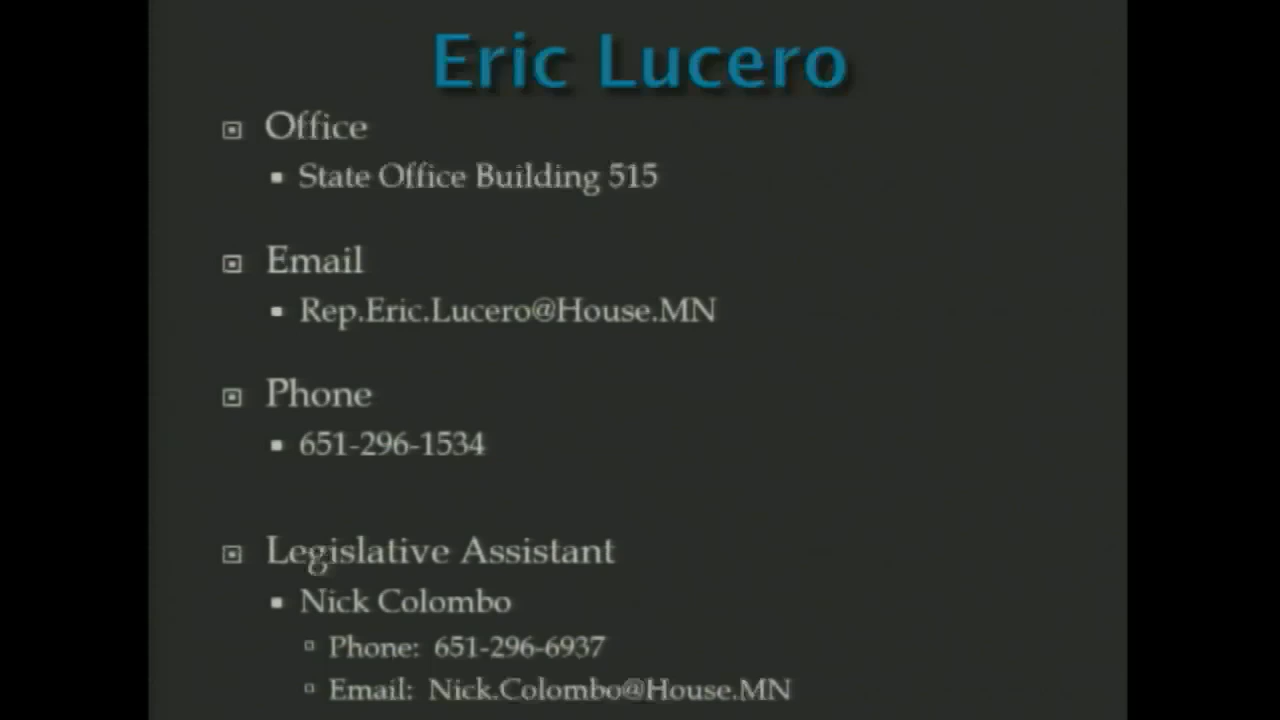 Eric Lucero
Office
State Office Building 515
Email
Rep.Eric.Lucero@House.MN
Phone
651-296-1534
Legislative Assistant
Nick Colombo
Phone: 651-296-6937
Email: Nick.Colombo@House.MN